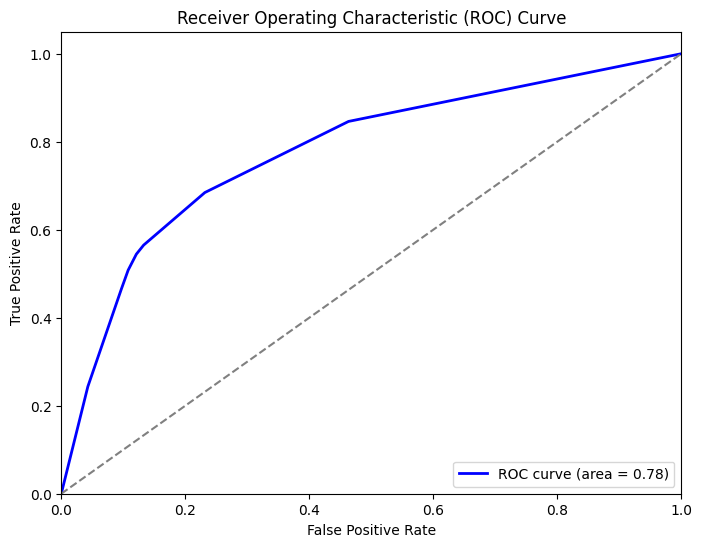 Receiver Operating Characteristic (ROC) Curve
1.0
0.8
0.6
0.4
0.2
0.0
True Positive Rate
ROC curve (area = 0.78)
0.0 0.2 0.4 0.6 0.8 1.0
False Positive Rate